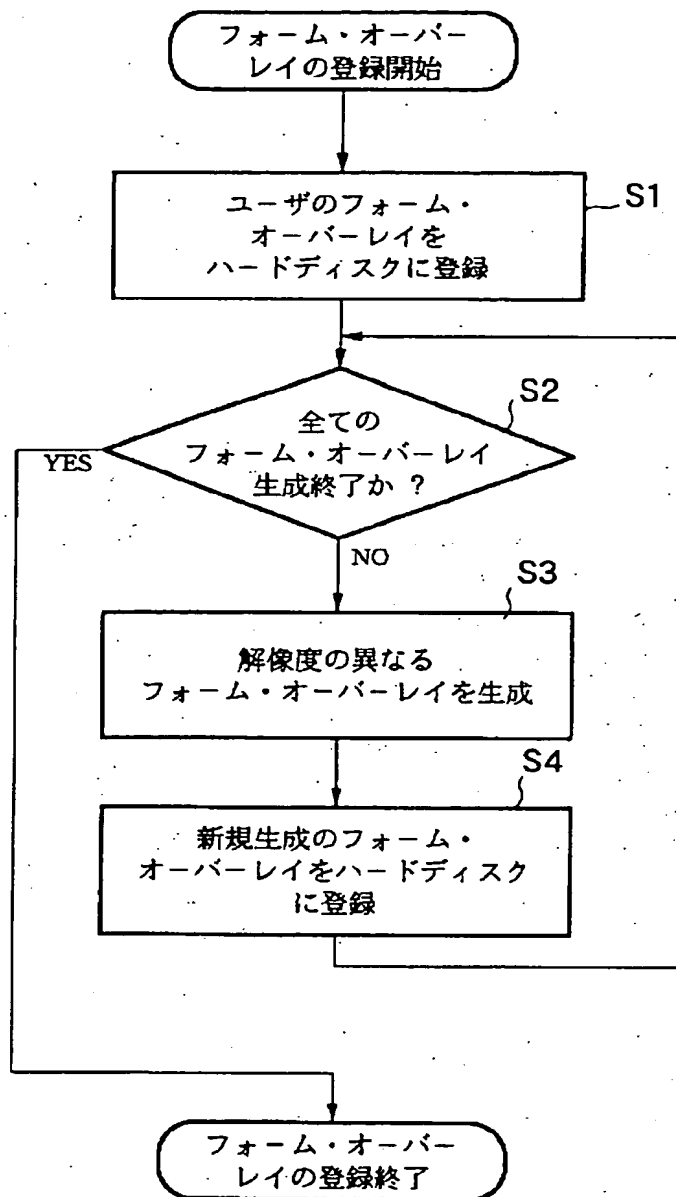 フォーム・オーバー
レイの登録開始
S1
ユーザのフォーム・
オーバーレイを
ハードディスクに登録
S2
全ての
フォーム・オーバーレイ
生成終了か ?
YES
NO
S3
解像度の異なる
フォーム・オーバーレイを生成
S4
新規生成のフォーム・
オーバーレイをハードディスク
に登録
フォーム・オーバー
レイの登録終了